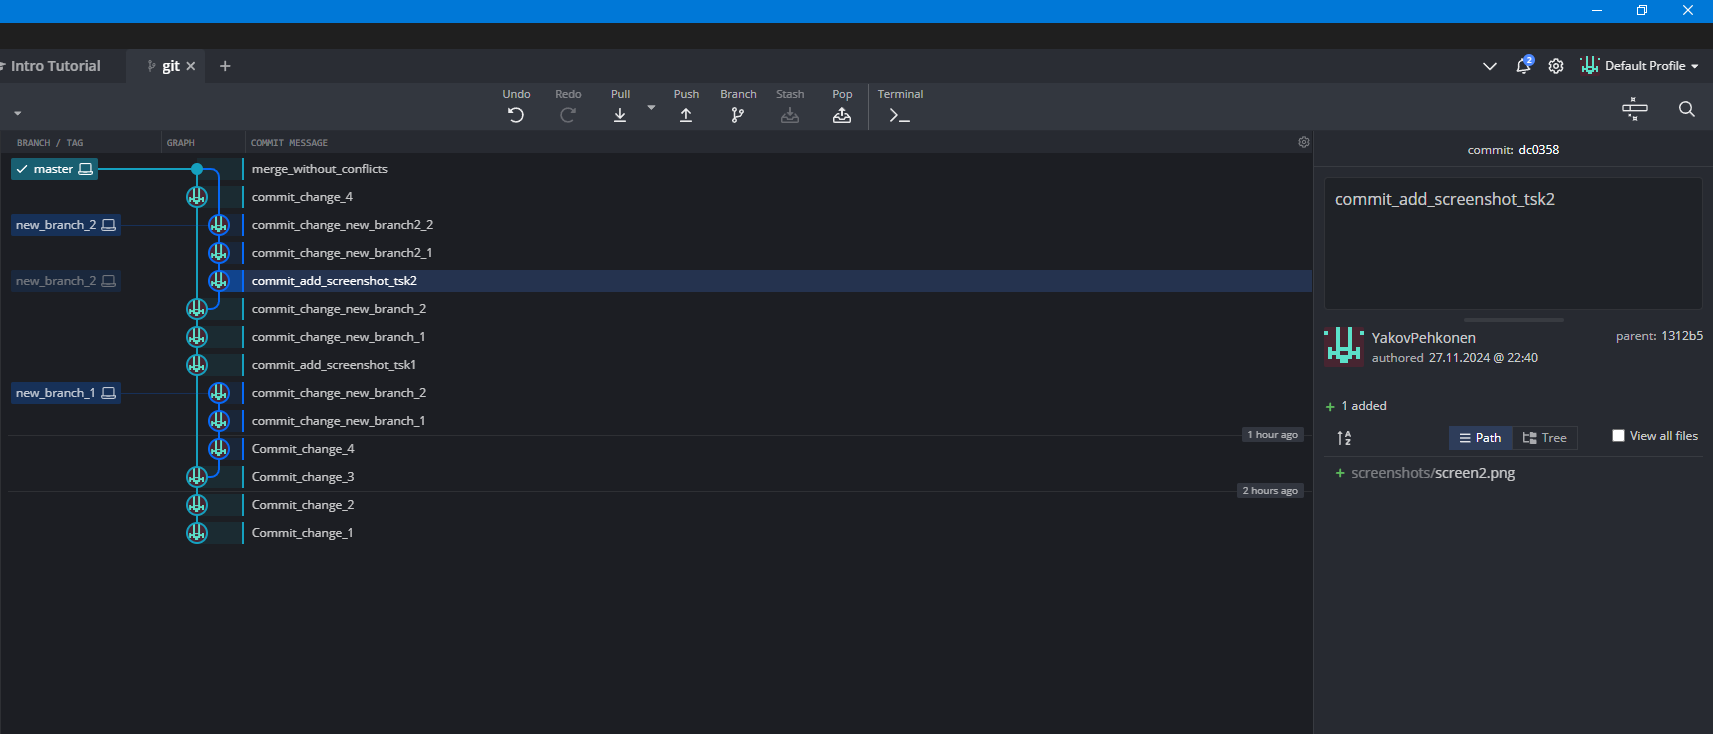 Intro Tutorial
git
2
Default Profile
Undo
Redo
Pull
Push
Branch
Stash
Pop
Terminal
BRANCH / TAG
GRAPH
COMMIT MESSAGE
master
merge_without_conflicts
commit_change_4
new_branch_2
commit_change_new_branch2_2
commit_change_new_branch2_1
new_branch_2
commit_add_screenshot_tsk2
commit_change_new_branch_2
commit_change_new_branch_1
commit_add_screenshot_tsk1
new_branch_1
commit_change_new_branch_2
commit_change_new_branch_1
1 hour ago
Commit_change_4
Commit_change_3
2 hours ago
Commit_change_2
Commit_change_1
commit: dc0358
commit_add_screenshot_tsk2
YakovPehkonen
authored 27.11.2024 @ 22:40
parent: 1312b5
+ 1 added
A
Z
Path
Tree
View all files
+ screenshots/screen2.png